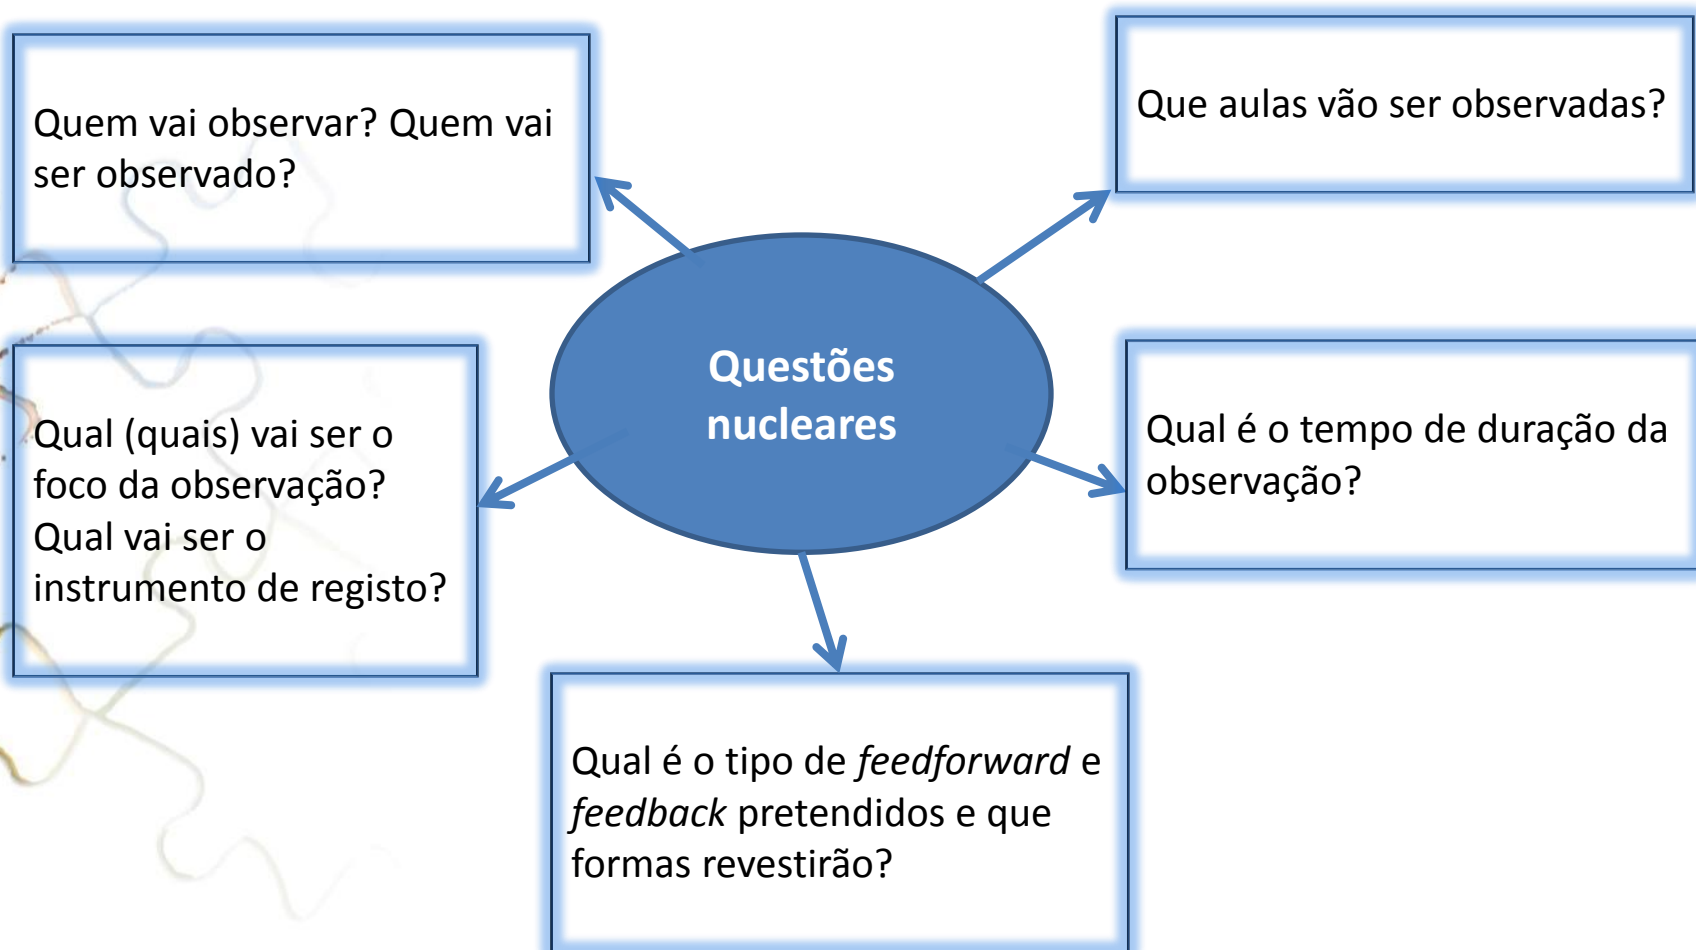 Quem vai observar? Quem vai
ser observado?
Que aulas vão ser observadas?
Questões
nucleares
Qual (quais) vai ser o
foco da observação?
Qual vai ser o
instrumento de registo?
Qual é o tempo de duração da
observação?
Qual é o tipo de feedforward e
feedback pretendidos e que
formas revestirão?